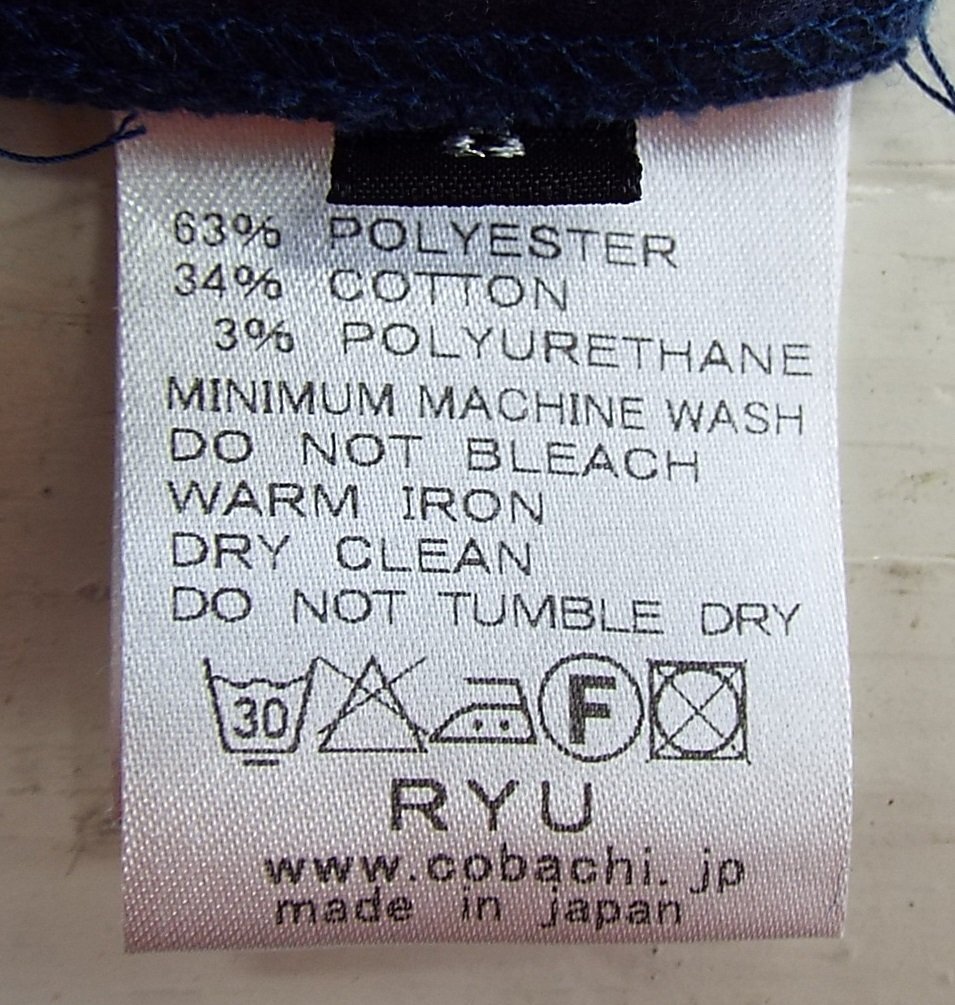 63% POLYESTER
34% COTTON
3% POLYURETHANE
MINIMUM MACHINE WASH
DO NOT BLEACH
WARM IRON
DRY CLEAN
DO NOT TUMBLE DRY
30 F
RYU
www.cobachi.jp
made in japan